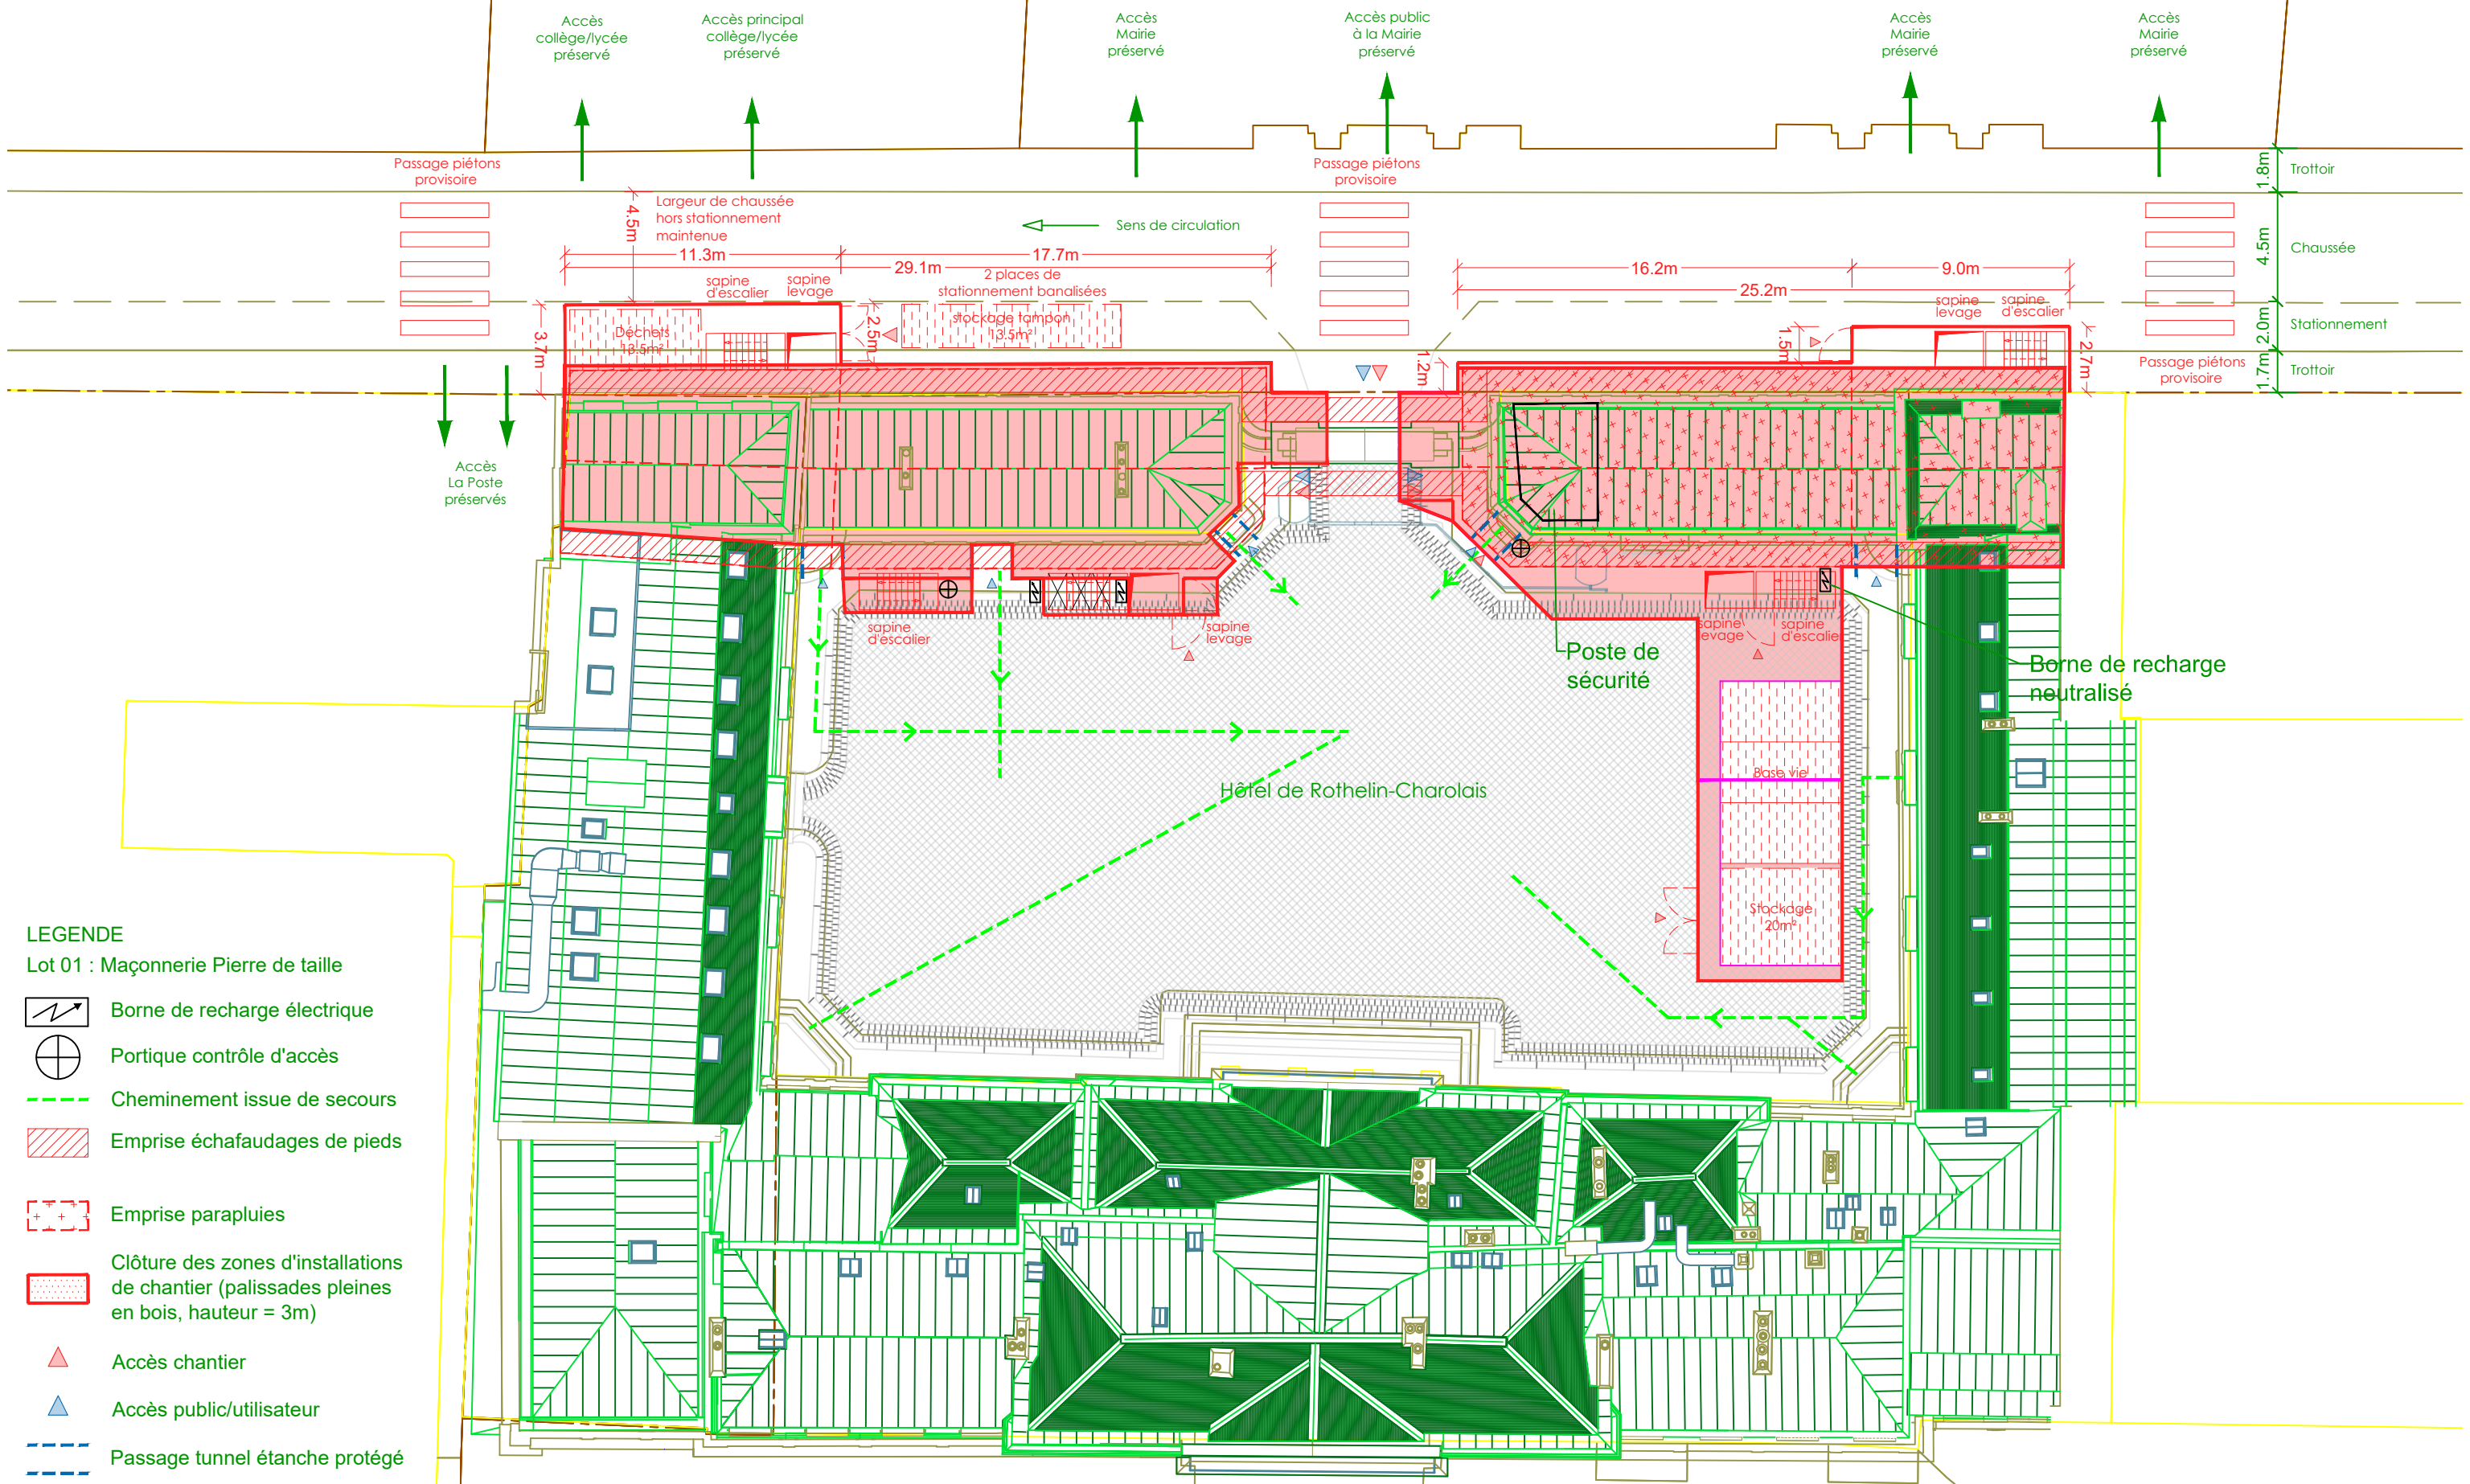 Accès
collège/lycée
préservé
Accès principal
collège/lycée
préservé
Accès
Mairie
préservé
Accès public
à la Mairie
préservé
Accès
Mairie
préservé
Accès
Mairie
préservé
Passage piétons
provisoire
Passage piétons
provisoire
1.8m
Trottoir
4.5m
Largeur de chaussée
hors stationnement
maintenue
Sens de circulation
4.5m
Chaussée
11.3m
17.7m
29.1m
16.2m
9.0m
25.2m
sapine
d'escalier
sapine
levage
2 places de
stationnement banalisées
sapine
levage
sapine
d'escalier
Déchets
13.5m²
stockage tampon
13.5m²
3.7m
2.5m
1.2m
1.5m
2.7m
2.0m
Stationnement
1.7m
Trottoir
Passage piétons
provisoire
Accès
La Poste
préservés
sapine
d'escalier
sapine
levage
sapine
levage
sapine
d'escalier
Poste de
sécurité
Borne de recharge
neutralisé
Base vie
Hôtel de Rothelin-Charolais
Stockage
20m²
LEGENDE
Lot 01 : Maçonnerie Pierre de taille
Borne de recharge électrique
Portique contrôle d'accès
Cheminement issue de secours
Emprise échafaudages de pieds
Emprise parapluies
Clôture des zones d'installations
de chantier (palissades pleines
en bois, hauteur = 3m)
Accès chantier
Accès public/utilisateur
Passage tunnel étanche protégé